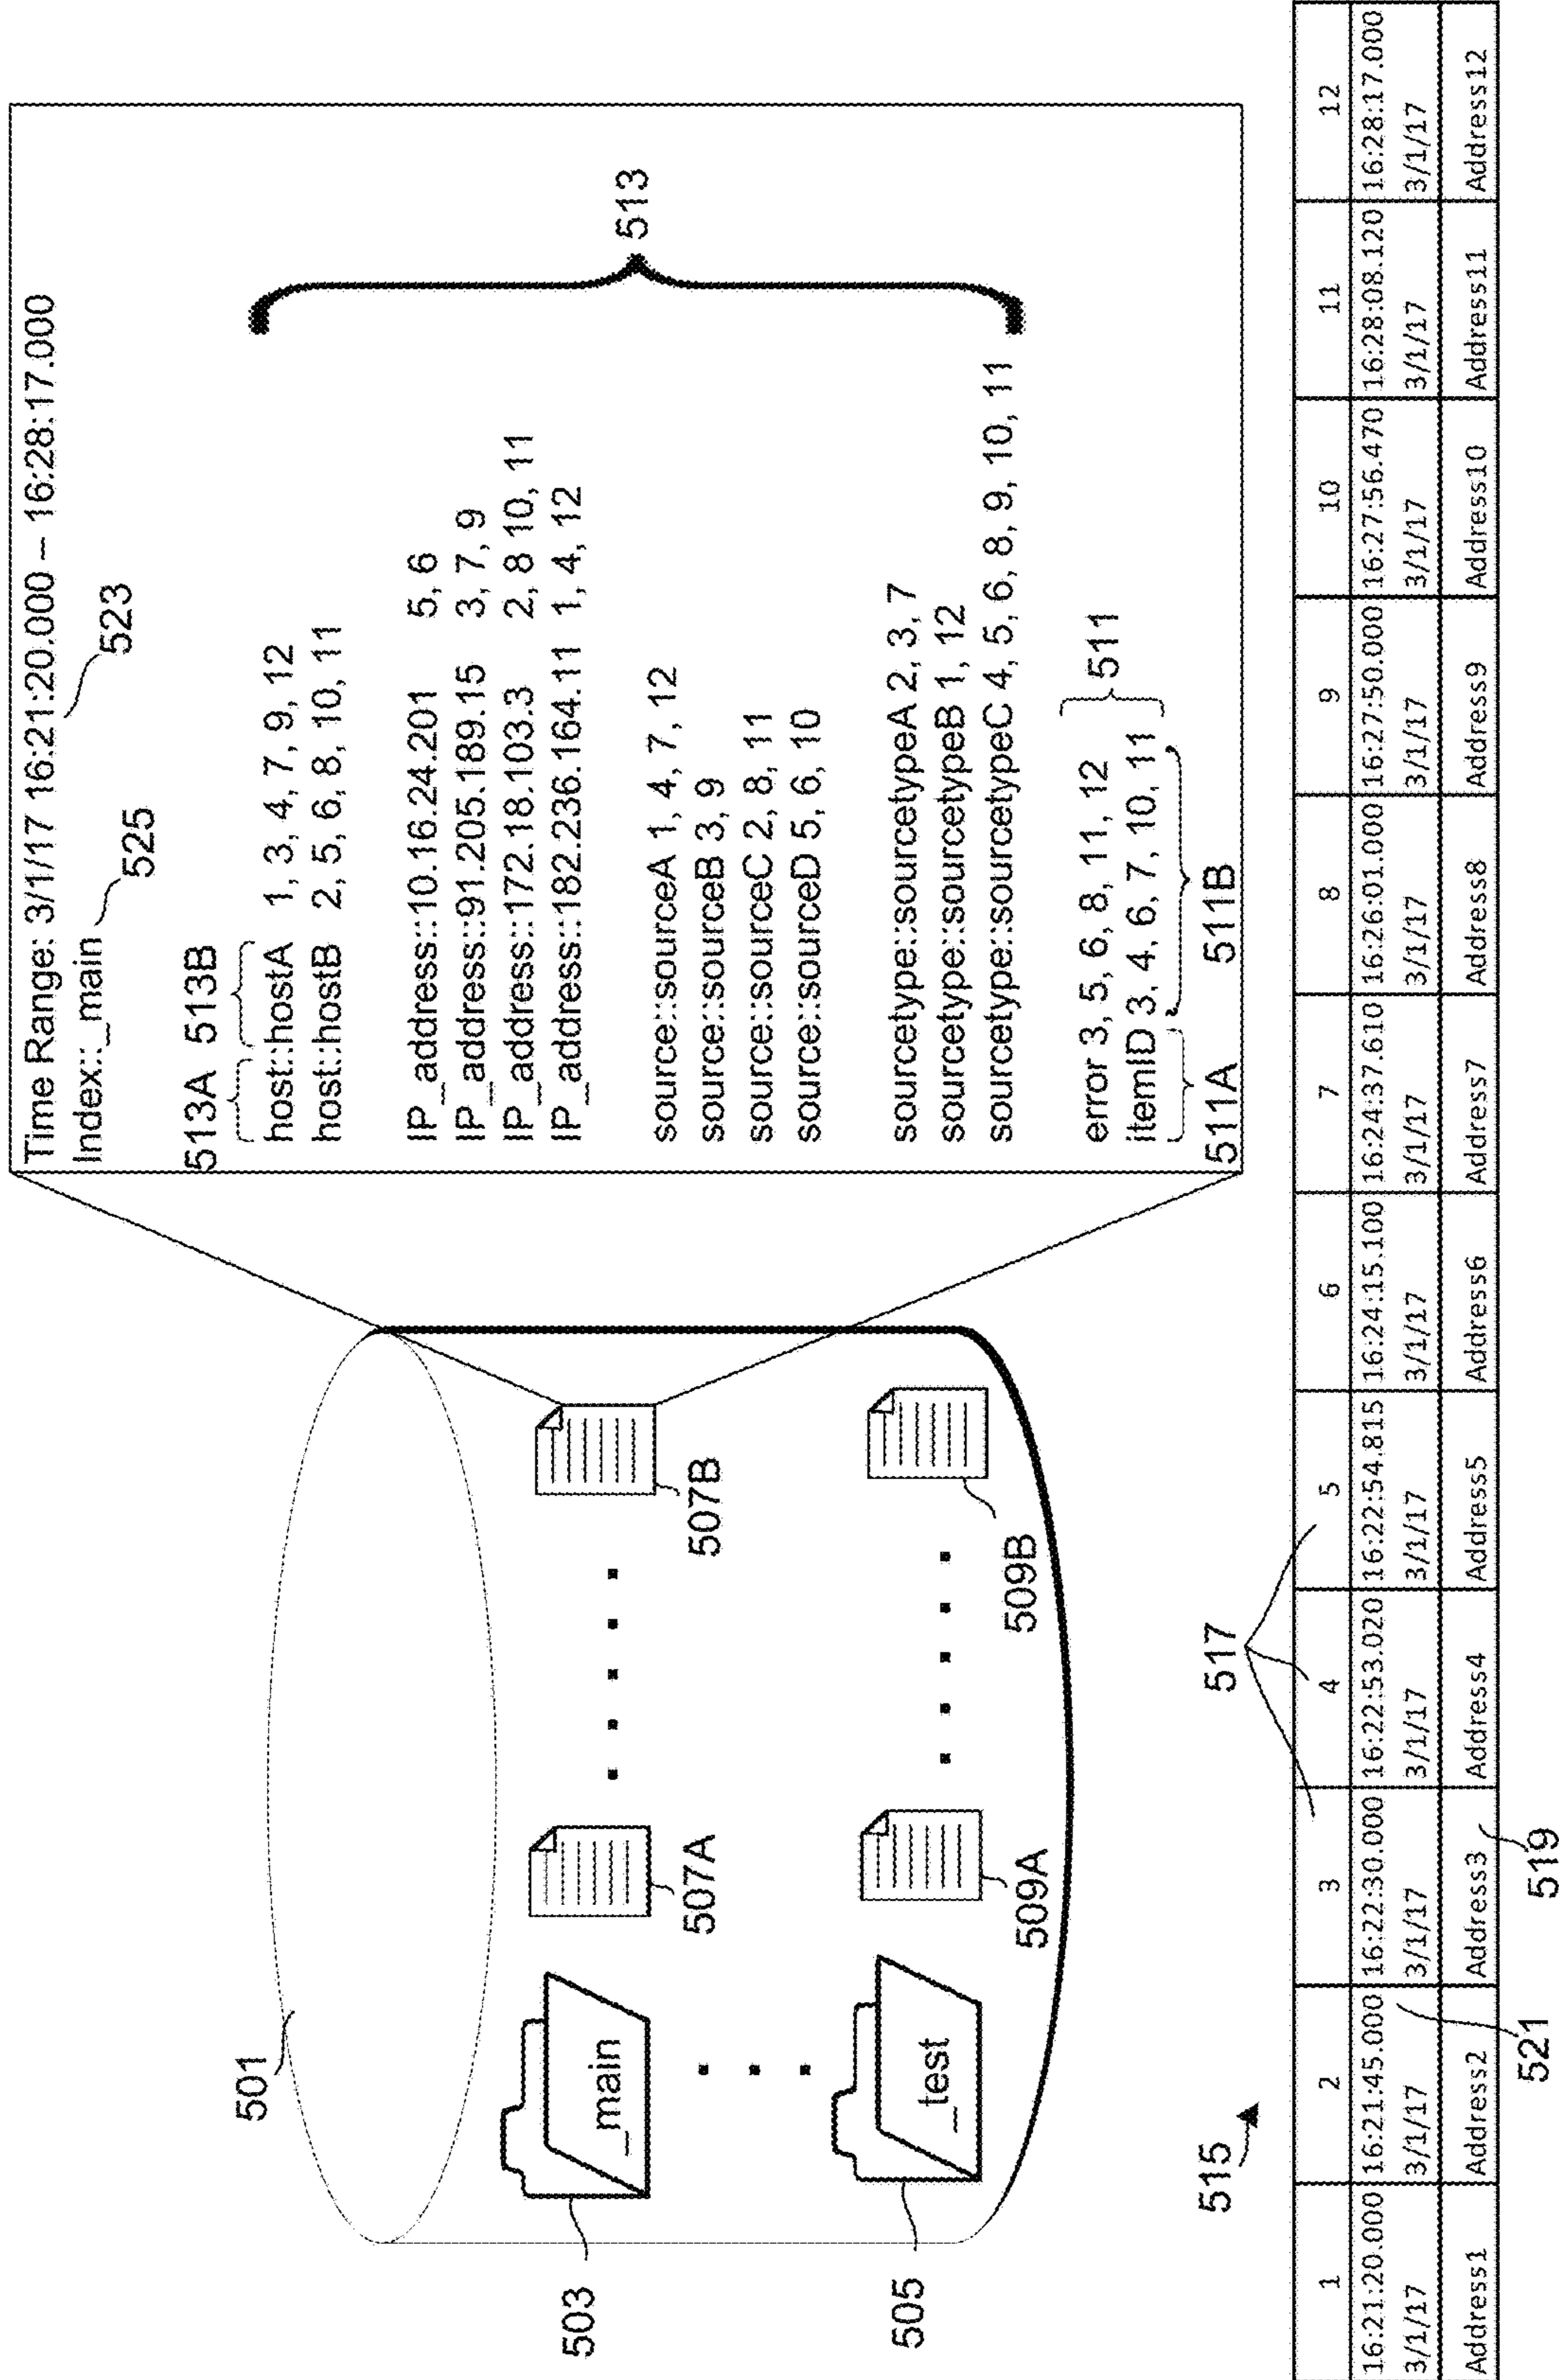 Time Range: 3/1/17 16:21:20.000 – 16:28:17.000
Index::_main
523
525
513A 513B
host::hostA 1, 3, 4, 7, 9, 12
host::hostB 2, 5, 6, 8, 10, 11
IP_address::10.16.24.201 5, 6
IP_address::91.205.189.15 3, 7, 9
IP_address::172.18.103.3 2, 8 10, 11
IP_address::182.236.164.11 1, 4, 12
source::sourceA 1, 4, 7, 12
source::sourceB 3, 9
source::sourceC 2, 8, 11
source::sourceD 5, 6, 10
sourcetype::sourcetypeA 2, 3, 7
sourcetype::sourcetypeB 1, 12
sourcetype::sourcetypeC 4, 5, 6, 8, 9, 10, 11
513
error 3, 5, 6, 8, 11, 12
itemID 3, 4, 6, 7, 10, 11
511
511A 511B
501
_main
503
507A
507B
_test
505
509A
509B
515
517
1 2 3 4 5 6 7 8 9 10 11 12
16:21:20.000 16:21:45.000 16:22:30.000 16:22:53.020 16:22:54.815 16:24:15.100 16:24:37.610 16:26:01.000 16:27:50.000 16:27:56.470 16:28:08.120 16:28:17.000
3/1/17 3/1/17 3/1/17 3/1/17 3/1/17 3/1/17 3/1/17 3/1/17 3/1/17 3/1/17 3/1/17 3/1/17
Address1 Address2 Address3 Address4 Address5 Address6 Address7 Address8 Address9 Address10 Address11 Address12
521
519